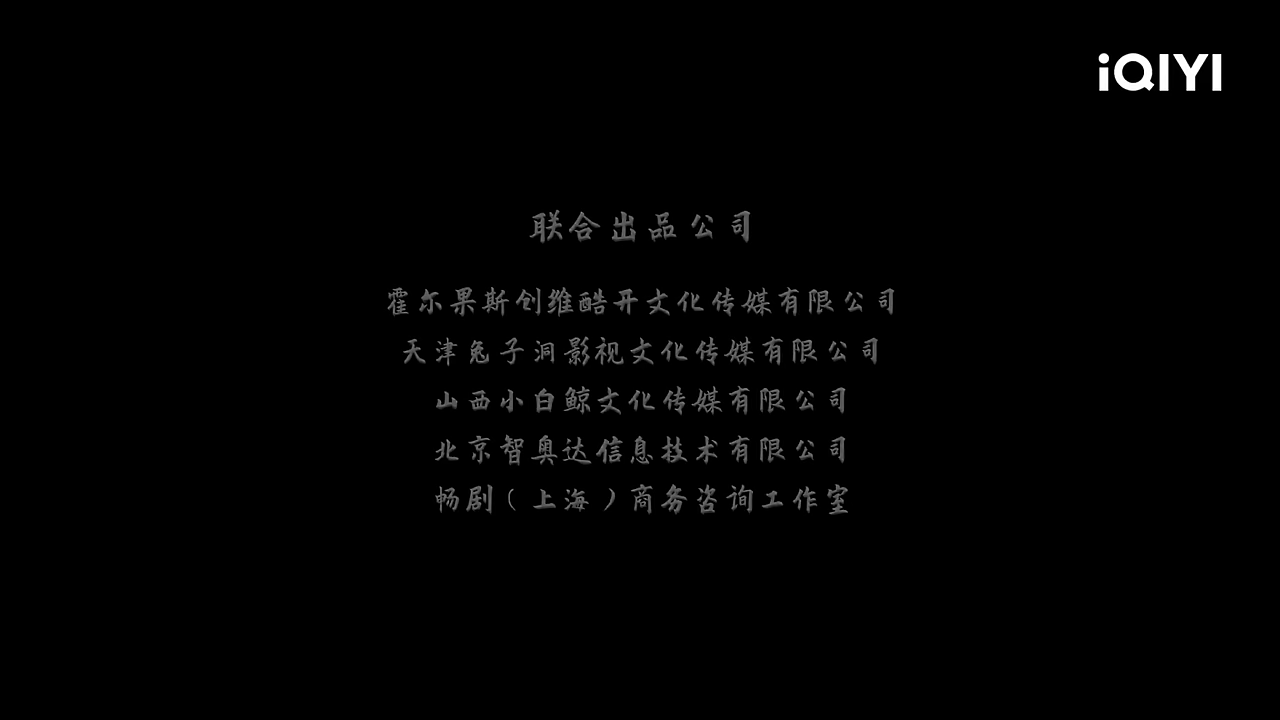 iQIYI
联合出品公司
霍尔果斯创维酷开文化传媒有限公司
天津兔子洞影视文化传媒有限公司
山西小白鲸文化传媒有限公司
北京智奥达信息技术有限公司
畅剧（上海）商务咨询工作室